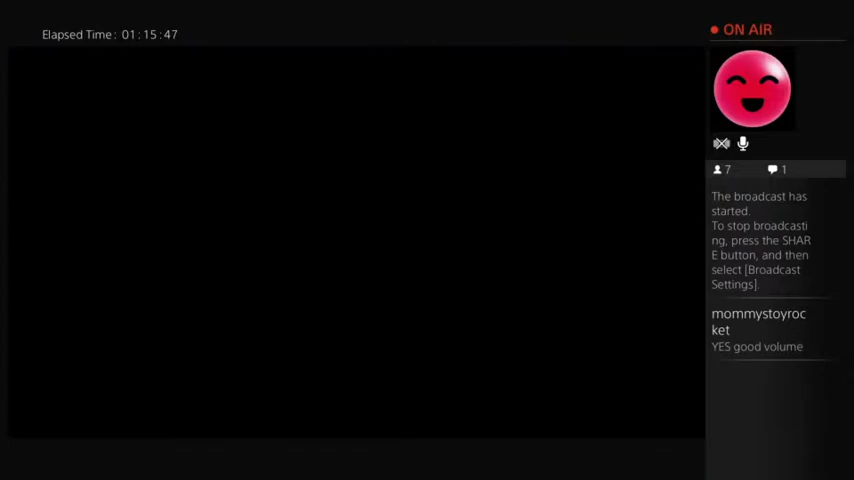 Elapsed Time: 01:15:47
ON AIR
7
1
The broadcast has
started.
To stop broadcasti
ng, press the SHAR
E button, and then
select [Broadcast
Settings].
mommystoyroc
ket
YES good volume